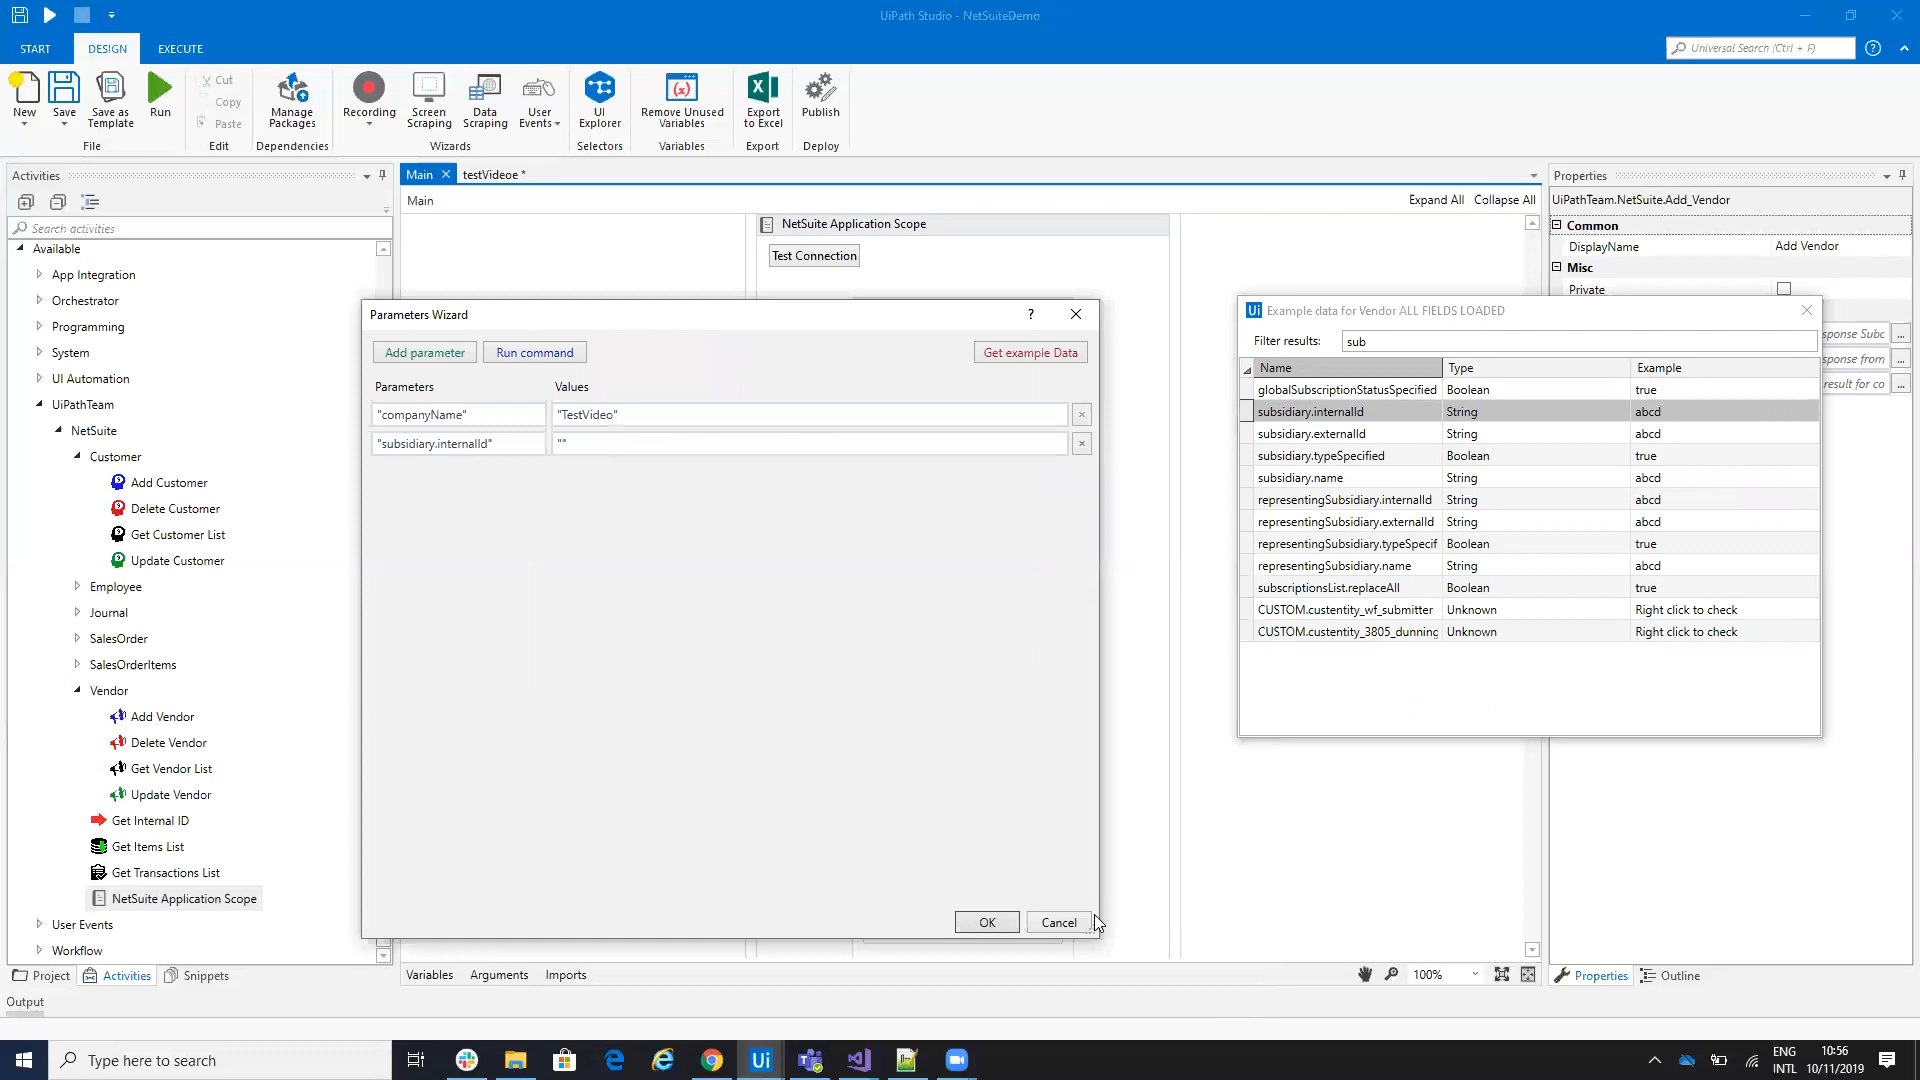 UiPath Studio - NetSuiteDemo
START
DESIGN
EXECUTE
Universal Search (Ctrl + F)
New
Save
Save as Template
Run
Cut
Copy
Paste
Manage Packages
Recording
Screen Scraping
Data Scraping
User Events
UI Explorer
Remove Unused Variables
Export to Excel
Publish
File
Edit
Dependencies
Wizards
Selectors
Variables
Export
Deploy
Activities
Search activities
Available
App Integration
Orchestrator
Programming
System
UI Automation
UiPathTeam
NetSuite
Customer
Add Customer
Delete Customer
Get Customer List
Update Customer
Employee
Journal
SalesOrder
SalesOrderItems
Vendor
Add Vendor
Delete Vendor
Get Vendor List
Update Vendor
Get Internal ID
Get Items List
Get Transactions List
NetSuite Application Scope
User Events
Workflow
Project
Activities
Snippets
Output
Main
testVideoe *
Main
Expand All
Collapse All
NetSuite Application Scope
Test Connection
Parameters Wizard
?
Add parameter
Run command
Get example Data
Parameters
Values
"companyName"
"TestVideo"
"subsidiary.internalId"
""
OK
Cancel
Variables
Arguments
Imports
100%
Ui Example data for Vendor ALL FIELDS LOADED
Filter results:
sub
Name Type Example
globalSubscriptionStatusSpecified Boolean true
subsidiary.internalId String abcd
subsidiary.externalId String abcd
subsidiary.typeSpecified Boolean true
subsidiary.name String abcd
representingSubsidiary.internalId String abcd
representingSubsidiary.externalId String abcd
representingSubsidiary.typeSpecif Boolean true
representingSubsidiary.name String abcd
subscriptionsList.replaceAll Boolean true
CUSTOM.custentity_wf_submitter Unknown Right click to check
CUSTOM.custentity_3805_dunning Unknown Right click to check
Properties
UiPathTeam.NetSuite.Add_Vendor
Common
DisplayName
Add Vendor
Misc
Private
sponse Subc
...
sponse from
...
result for co
...
Properties
Outline
Type here to search
Ui
ENG
INTL
10:56
10/11/2019